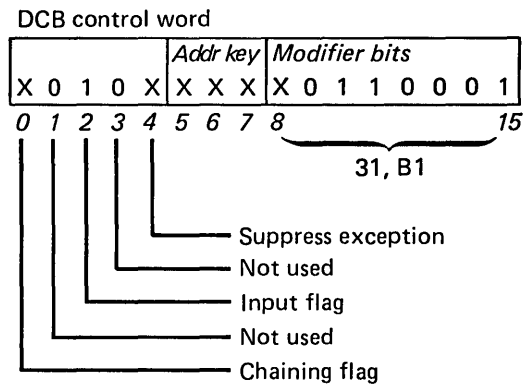 DCB control word
Addr key Modifier bits
X 0 1 0 X X X X X 0 1 1 0 0 0 1
0 1 2 3 4 5 6 7 8 15
31, B1
Suppress exception
Not used
Input flag
Not used
Chaining flag